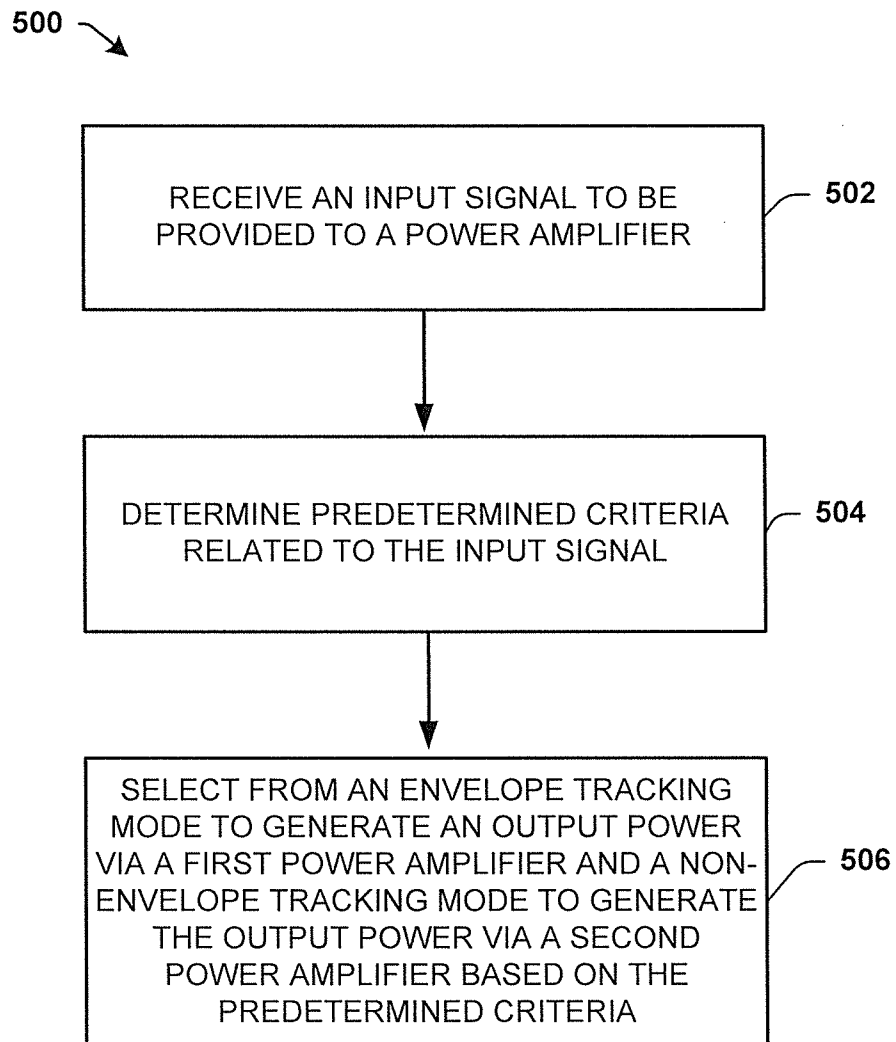 500
RECEIVE AN INPUT SIGNAL TO BE
PROVIDED TO A POWER AMPLIFIER
502
DETERMINE PREDETERMINED CRITERIA
RELATED TO THE INPUT SIGNAL
504
SELECT FROM AN ENVELOPE TRACKING
MODE TO GENERATE AN OUTPUT POWER
VIA A FIRST POWER AMPLIFIER AND A NON-
ENVELOPE TRACKING MODE TO GENERATE
THE OUTPUT POWER VIA A SECOND
POWER AMPLIFIER BASED ON THE
PREDETERMINED CRITERIA
506